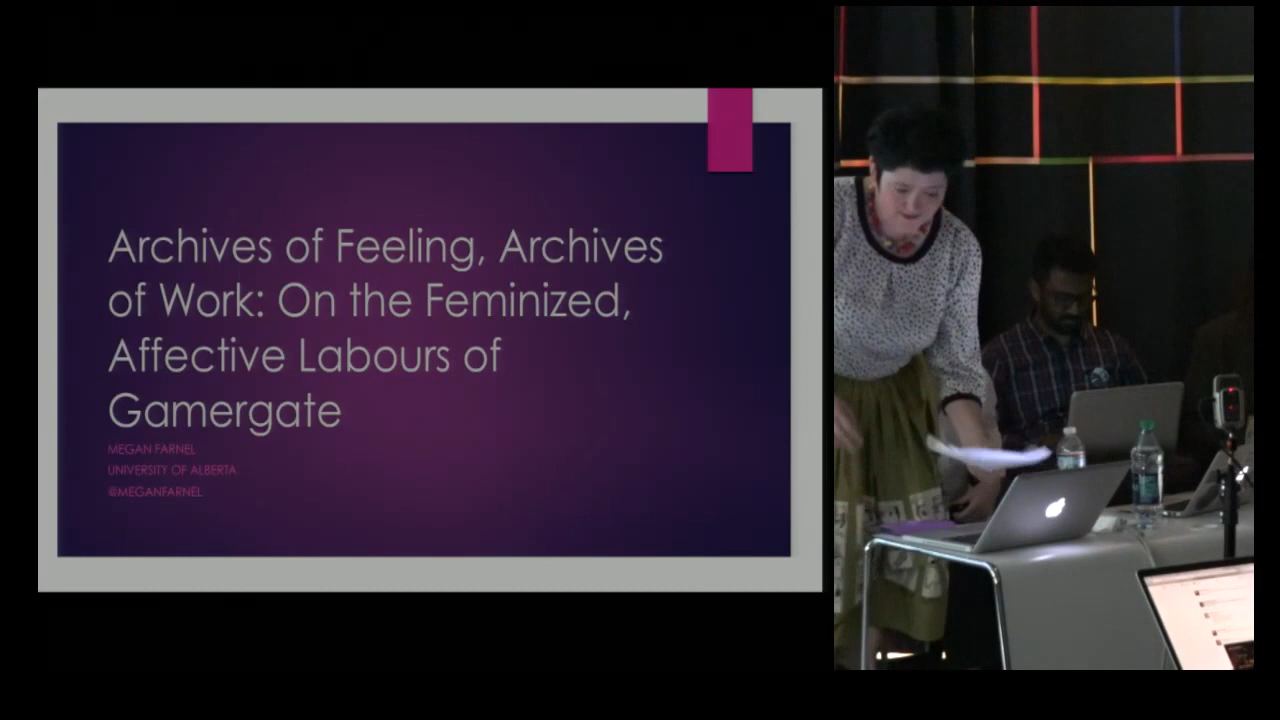 Archives of Feeling, Archives
of Work: On the Feminized,
Affective Labours of
Gamergate
MEGAN FARNEL
UNIVERSITY OF ALBERTA
@MEGANFARNEL